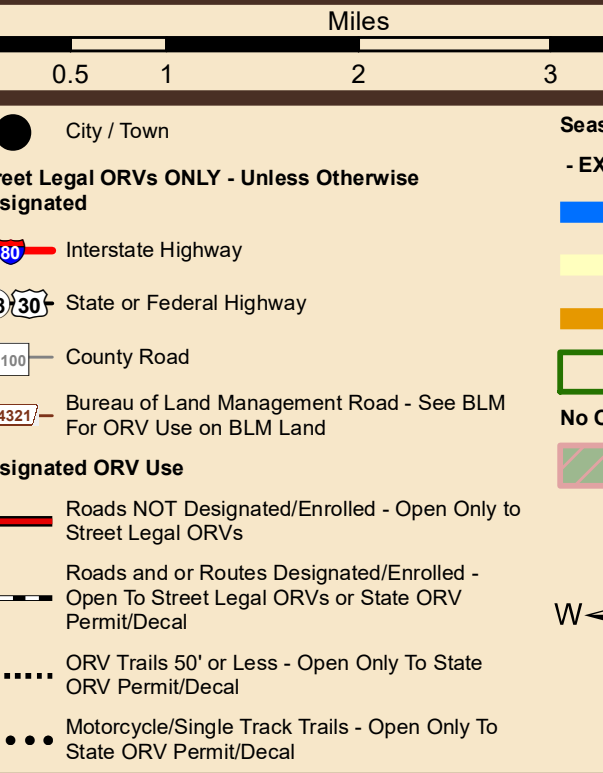 Miles
0.5 1 2 3
City / Town
reet Legal ORVs ONLY - Unless Otherwise
signated
80 Interstate Highway
30 State or Federal Highway
100 County Road
4321 Bureau of Land Management Road - See BLM
For ORV Use on BLM Land
signated ORV Use
Roads NOT Designated/Enrolled - Open Only to
Street Legal ORVs
Roads and or Routes Designated/Enrolled -
Open To Street Legal ORVs or State ORV
Permit/Decal
ORV Trails 50' or Less - Open Only To State
ORV Permit/Decal
Motorcycle/Single Track Trails - Open Only To
State ORV Permit/Decal
Seas
- EX
No O
W